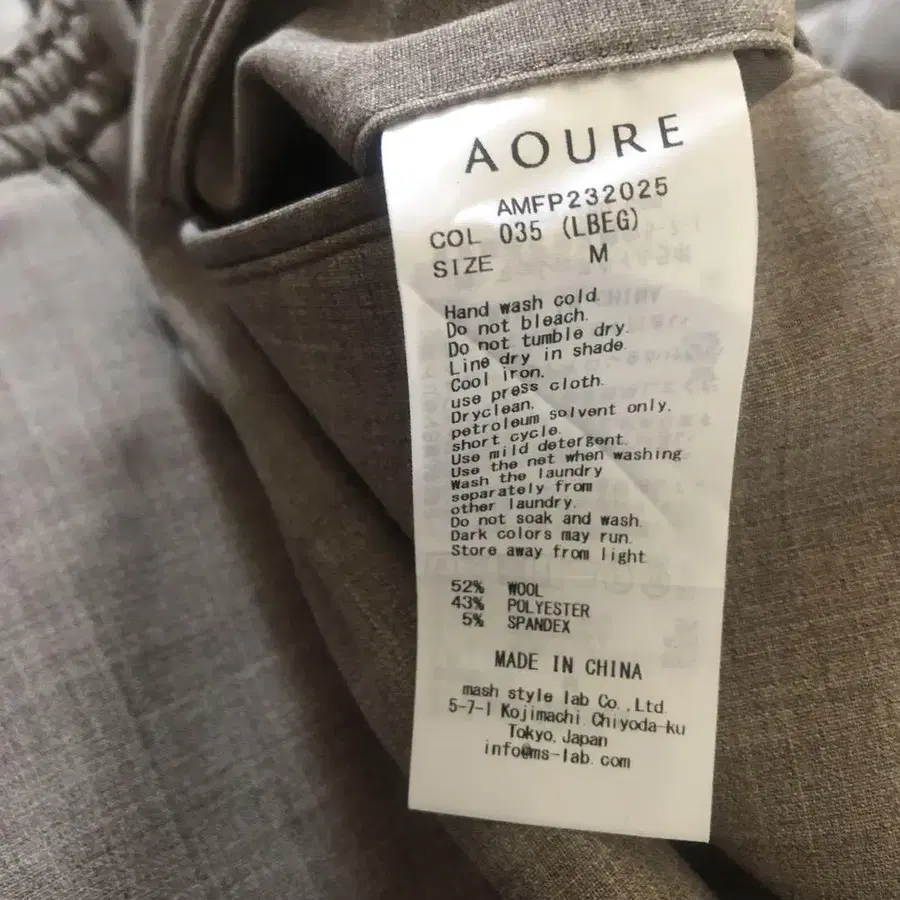 AOURE
AMFP232025
COL 035 (LBEG)
SIZE M
Hand wash cold.
Do not bleach.
Do not tumble dry.
Line dry in shade.
Cool iron.
use press cloth.
Dryclean.
petroleum solvent only.
short cycle.
Use mild detergent.
Use the net when washing.
Wash the laundry
separately from
other laundry.
Do not soak and wash.
Dark colors may run.
Store away from light.
52% WOOL
43% POLYESTER
5% SPANDEX
MADE IN CHINA
mash style lab Co.,Ltd.
5-7-1 Kojimachi Chiyoda-ku
Tokyo, Japan
info@ms-lab.com